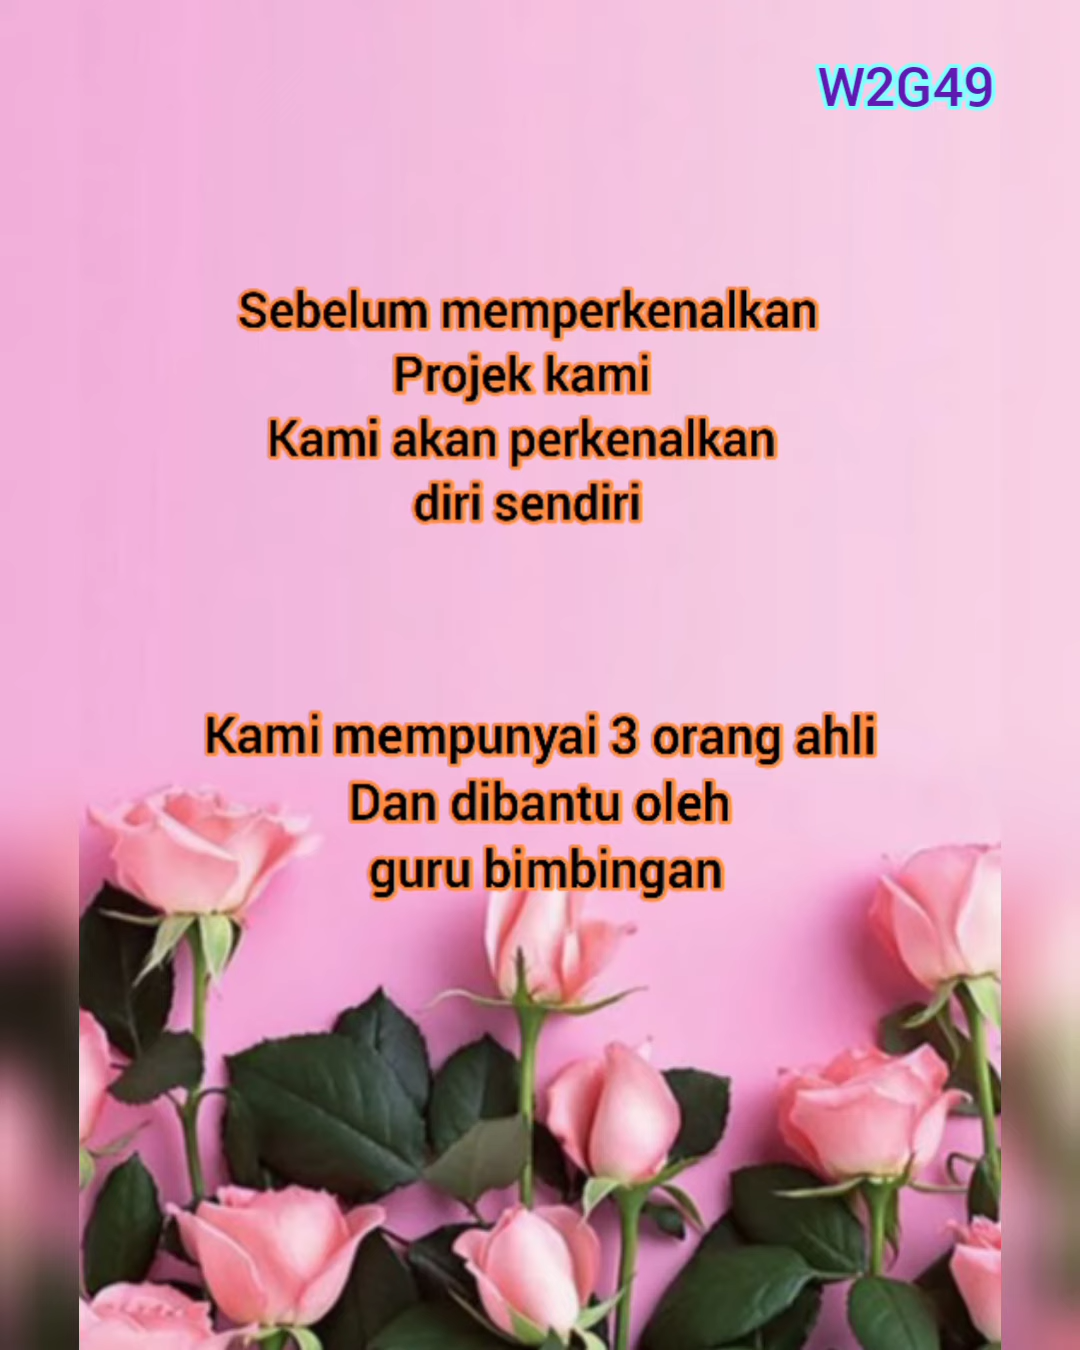 W2G49
Sebelum memperkenalkan
Projek kami
Kami akan perkenalkan
diri sendiri
Kami mempunyai 3 orang ahli
Dan dibantu oleh
guru bimbingan